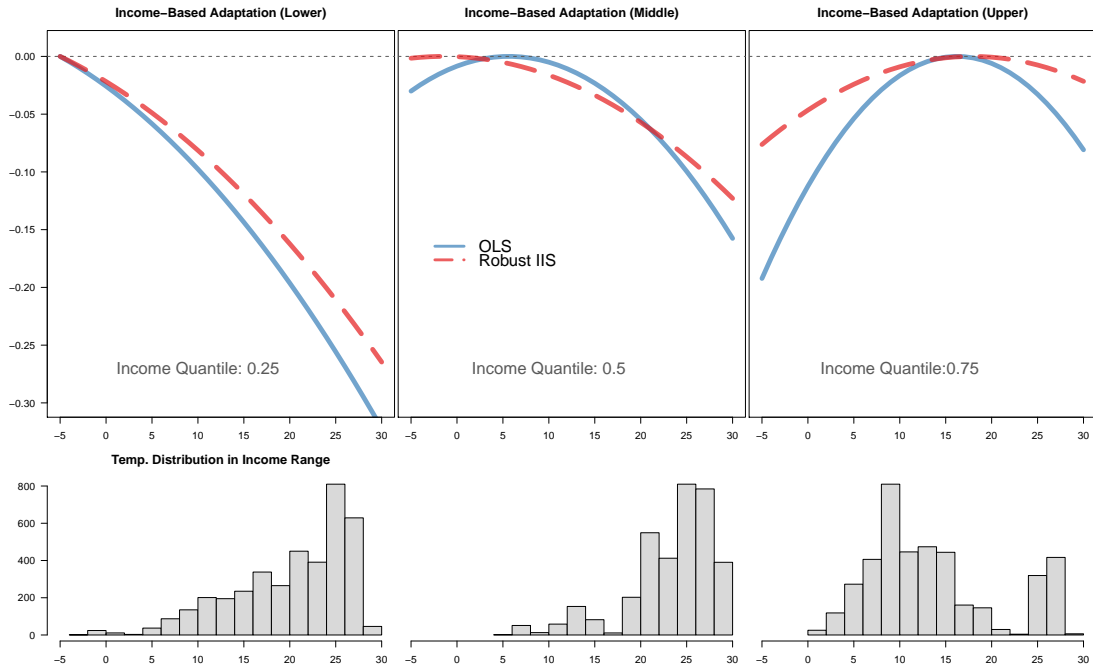 Income−Based Adaptation (Lower)
Income−Based Adaptation (Middle)
Income−Based Adaptation (Upper)
0.00
−0.05
−0.10
−0.15
−0.20
−0.25
−0.30
OLS
Robust IIS
Income Quantile: 0.25
Income Quantile: 0.5
Income Quantile:0.75
−5 0 5 10 15 20 25 30
−5 0 5 10 15 20 25 30
−5 0 5 10 15 20 25 30
Temp. Distribution in Income Range
800
600
400
200
0
−5 0 5 10 15 20 25 30
−5 0 5 10 15 20 25 30
−5 0 5 10 15 20 25 30